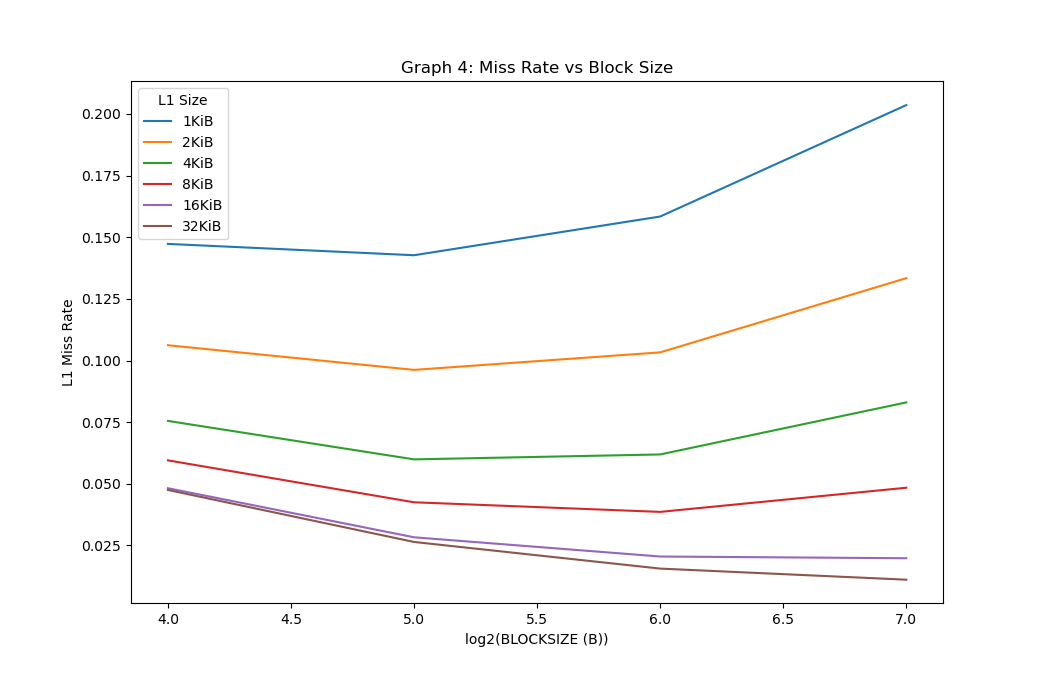 Graph 4: Miss Rate vs Block Size
L1 Size
1KiB
2KiB
4KiB
8KiB
16KiB
32KiB
0.200
0.175
0.150
0.125
0.100
0.075
0.050
0.025
L1 Miss Rate
4.0 4.5 5.0 5.5 6.0 6.5 7.0
log2(BLOCKSIZE (B))